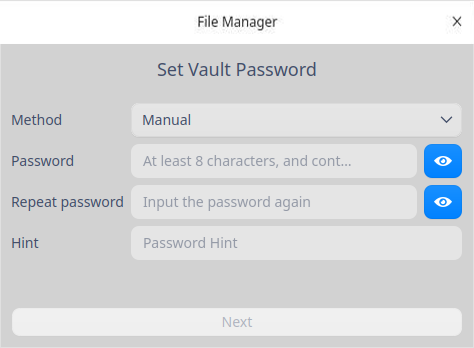 File Manager
Set Vault Password
Method
Manual
Password
At least 8 characters, and cont...
Repeat password
Input the password again
Hint
Password Hint
Next